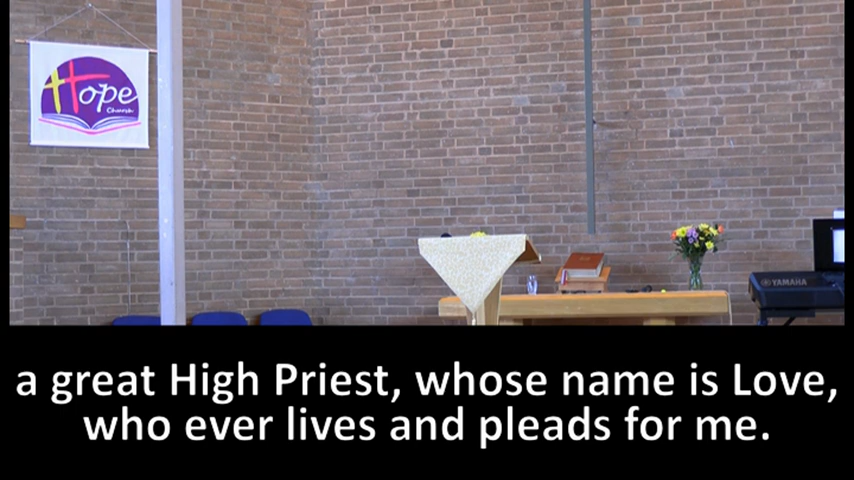 Hope
Church
YAMAHA
a great High Priest, whose name is Love,
who ever lives and pleads for me.